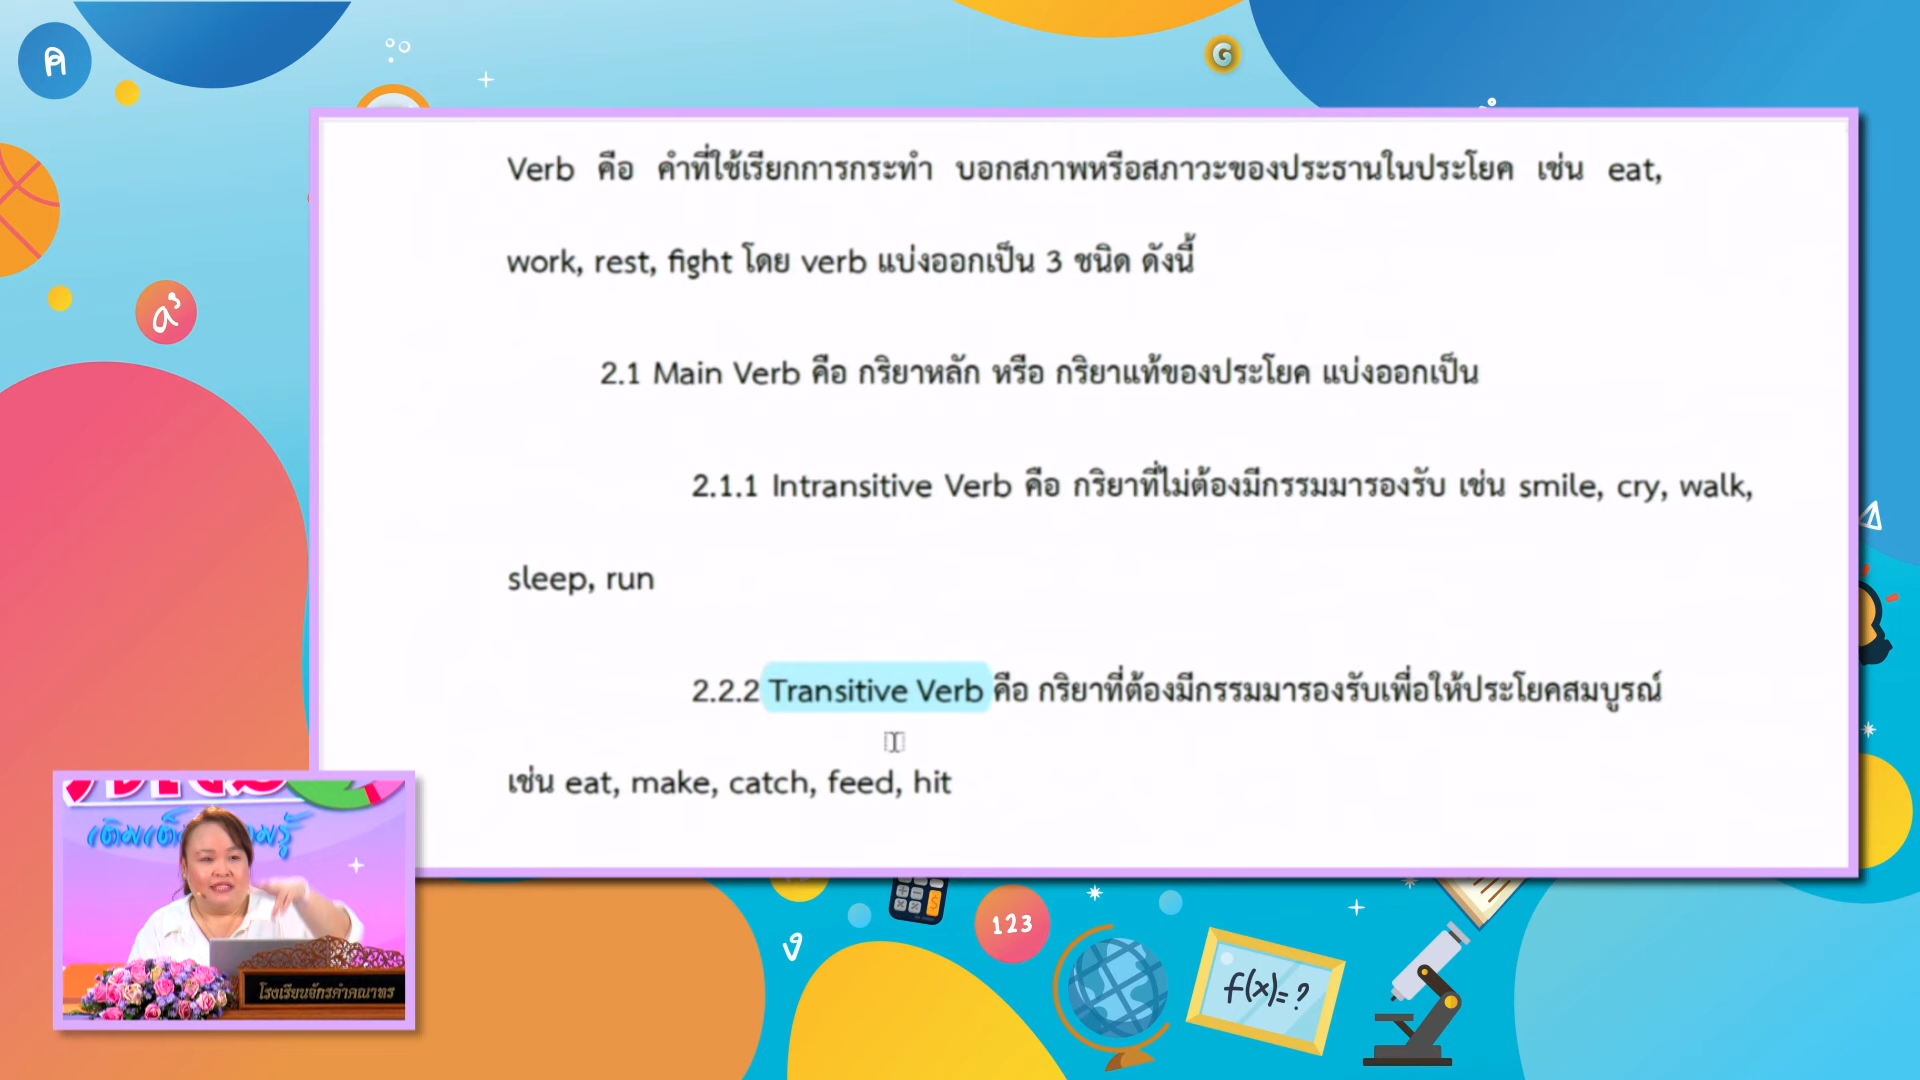 ค
a³
G
Verb คือ คำที่ใช้เรียกการกระทำ บอกสภาพหรือสภาวะของประธานในประโยค เช่น eat,
work, rest, fight โดย verb แบ่งออกเป็น 3 ชนิด ดังนี้
2.1 Main Verb คือ กริยาหลัก หรือ กริยาแท้ของประโยค แบ่งออกเป็น
2.1.1 Intransitive Verb คือ กริยาที่ไม่ต้องมีกรรมมารองรับ เช่น smile, cry, walk,
sleep, run
2.2.2 Transitive Verb คือ กริยาที่ต้องมีกรรมมารองรับเพื่อให้ประโยคสมบูรณ์
เช่น eat, make, catch, feed, hit
โรงเรียนจักรคำคณาทร
123
f(x)=?